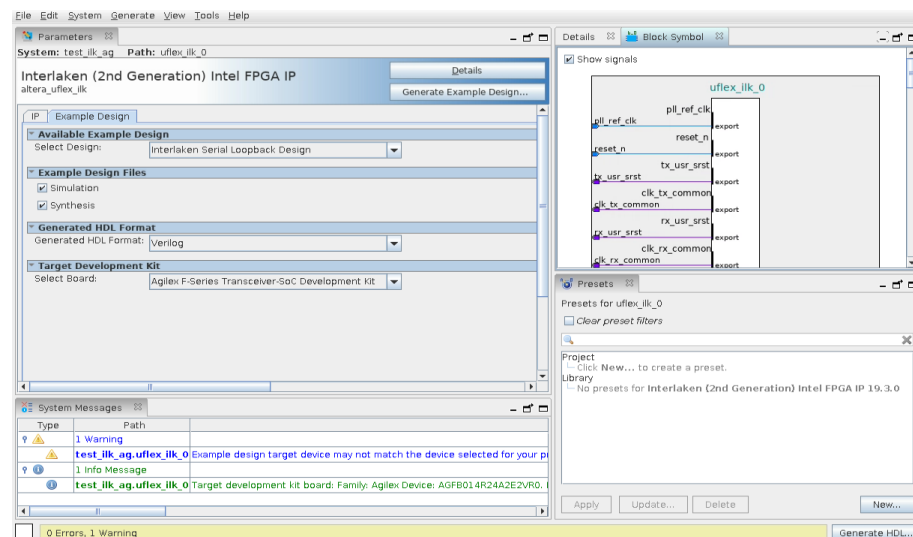 File Edit System Generate View Tools Help
Parameters
System: test_ilk_ag Path: uflex_ilk_0
Interlaken (2nd Generation) Intel FPGA IP
altera_uflex_ilk
Details
Generate Example Design...
IP Example Design
Available Example Design
Select Design: Interlaken Serial Loopback Design
Example Design Files
Simulation
Synthesis
Generated HDL Format
Generated HDL Format: Verilog
Target Development Kit
Select Board: Agilex F-Series Transceiver-SoC Development Kit
System Messages
Type Path
1 Warning
test_ilk_ag.uflex_ilk_0 Example design target device may not match the device selected for your
1 Info Message
test_ilk_ag.uflex_ilk_0 Target development kit board: Family: Agilex Device: AGFB014R24A2E2VR0.
0 Errors, 1 Warning
Details Block Symbol
Show signals
uflex_ilk_0
pll_ref_clk
pll_ref_clk export
reset_n
reset_n export
tx_usr_srst
tx_usr_srst export
clk_tx_common
clk_tx_common export
rx_usr_srst
rx_usr_srst export
clk_rx_common
clk_rx_common export
Presets
Presets for uflex_ilk_0
Clear preset filters
Project
Click New... to create a preset.
Library
No presets for Interlaken (2nd Generation) Intel FPGA IP 19.3.0
Apply Update... Delete New...
Generate HDL...